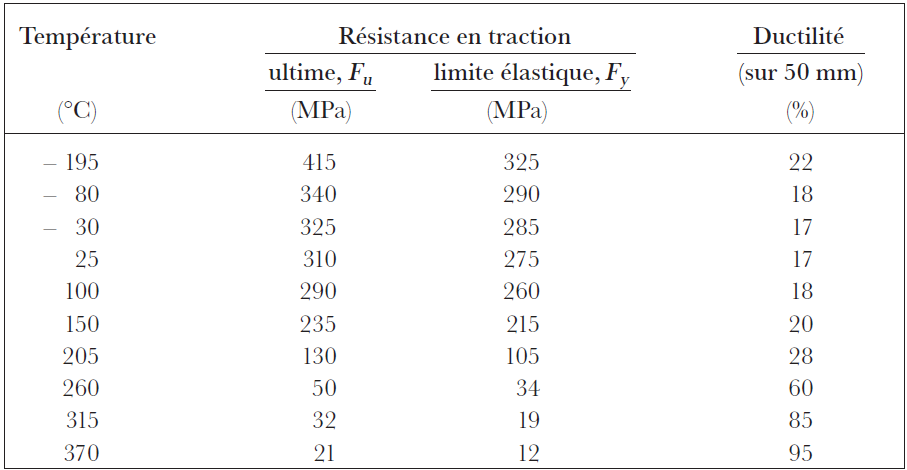 Température Résistance en traction Ductilité
ultime, Fu limite élastique, Fy (sur 50 mm)
(°C) (MPa) (MPa) (%)
– 195 415 325 22
– 80 340 290 18
– 30 325 285 17
25 310 275 17
100 290 260 18
150 235 215 20
205 130 105 28
260 50 34 60
315 32 19 85
370 21 12 95